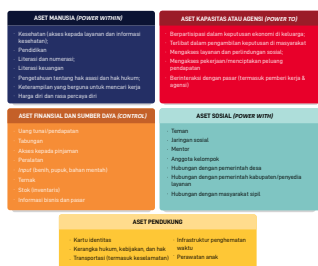 ASET MANUSIA (POWER WITHIN)
Kesehatan (akses kepada layanan dan informasi
kesehatan);
Pendidikan
Literasi dan numerasi;
Literasi keuangan
Pengetahuan tentang hak asasi dan hak hukum;
Keterampilan yang berguna untuk mencari kerja
Harga diri dan rasa percaya diri
ASET KAPASITAS ATAU AGENSI (POWER TO)
Berpartisipasi dalam keputusan ekonomi di keluarga;
Terlibat dalam pengambilan keputusan di masyarakat
Mengakses layanan dan perlindungan sosial;
Mengakses pekerjaan/menciptakan peluang
pendapatan
Berinteraksi dengan pasar (termasuk pemberi kerja &
agensi)
ASET FINANSIAL DAN SUMBER DAYA (CONTROL)
Uang tunai/pendapatan
Tabungan
Akses kepada pinjaman
Peralatan
Input (benih, pupuk, bahan mentah)
Ternak
Stok (inventaris)
Informasi bisnis dan pasar
ASET SOSIAL (POWER WITH)
Teman
Jaringan sosial
Mentor
Anggota kelompok
Hubungan dengan pemerintah desa
Hubungan dengan pemerintah kabupaten/penyedia
layanan
Hubungan dengan masyarakat sipil
ASET PENDUKUNG
Kartu identitas
Kerangka hukum, kebijakan, dan hak
Transportasi (termasuk keselamatan)
Infrastruktur penghematan
waktu
Perawatan anak